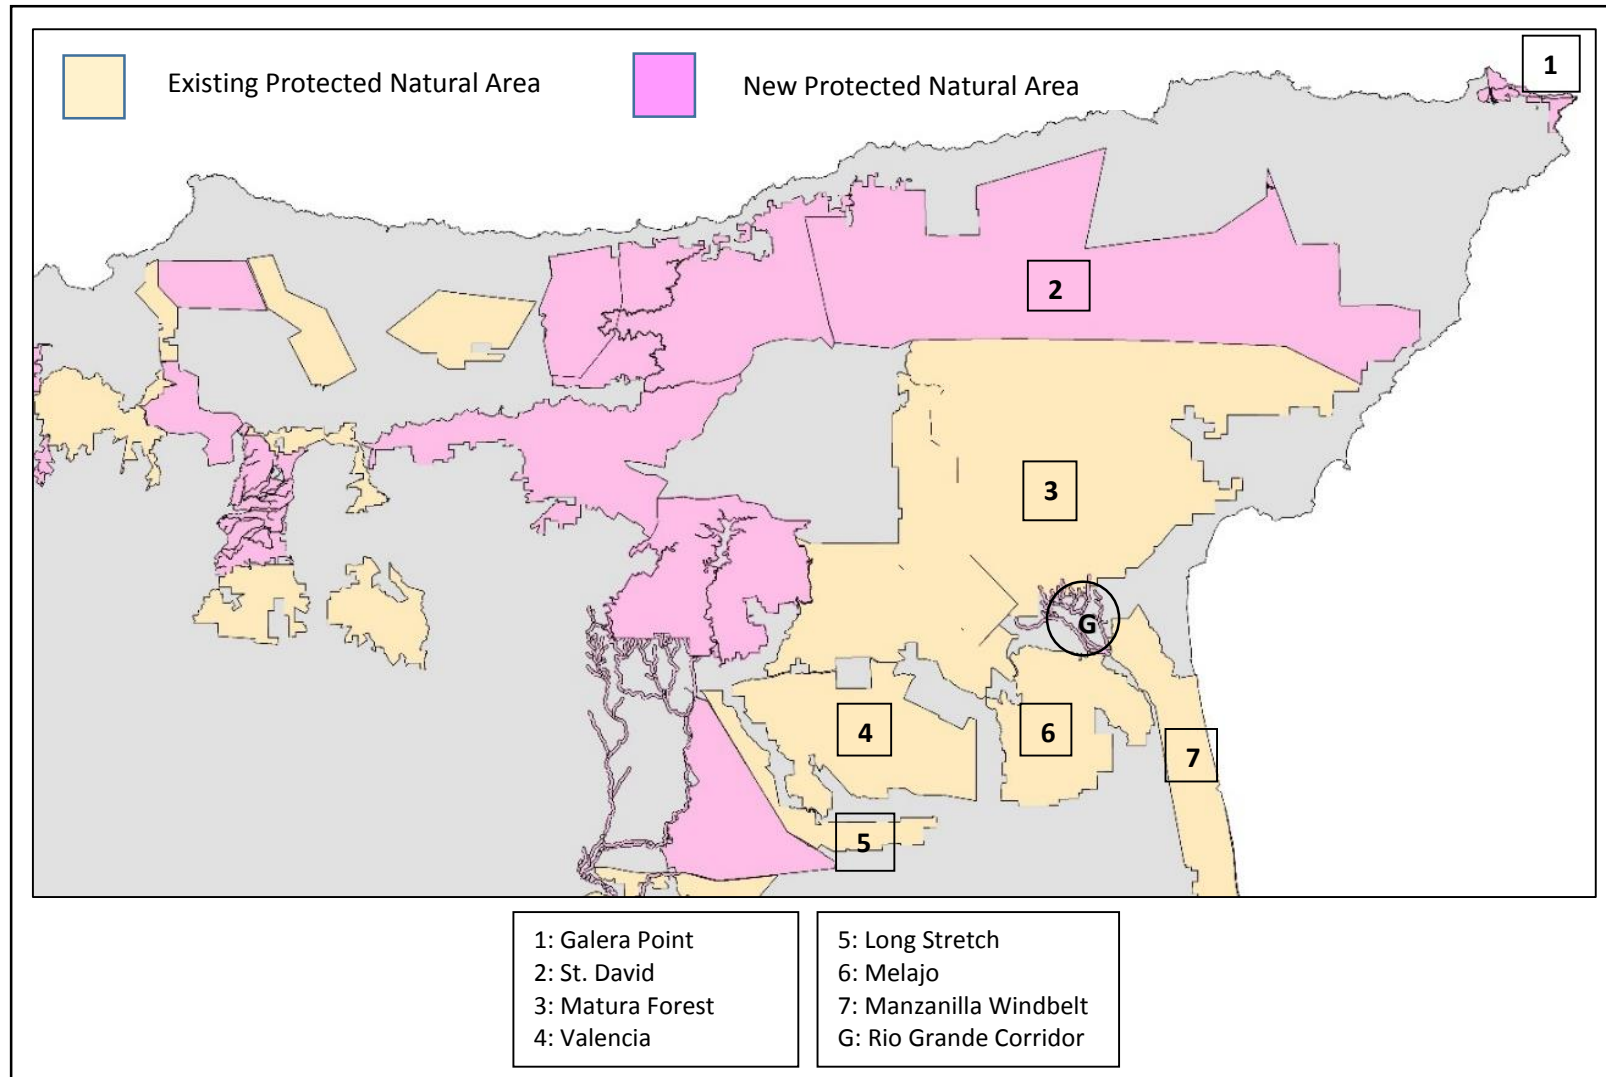 Existing Protected Natural Area
New Protected Natural Area
1
2
3
G
4
6
7
5
1: Galera Point
2: St. David
3: Matura Forest
4: Valencia
5: Long Stretch
6: Melajo
7: Manzanilla Windbelt
G: Rio Grande Corridor